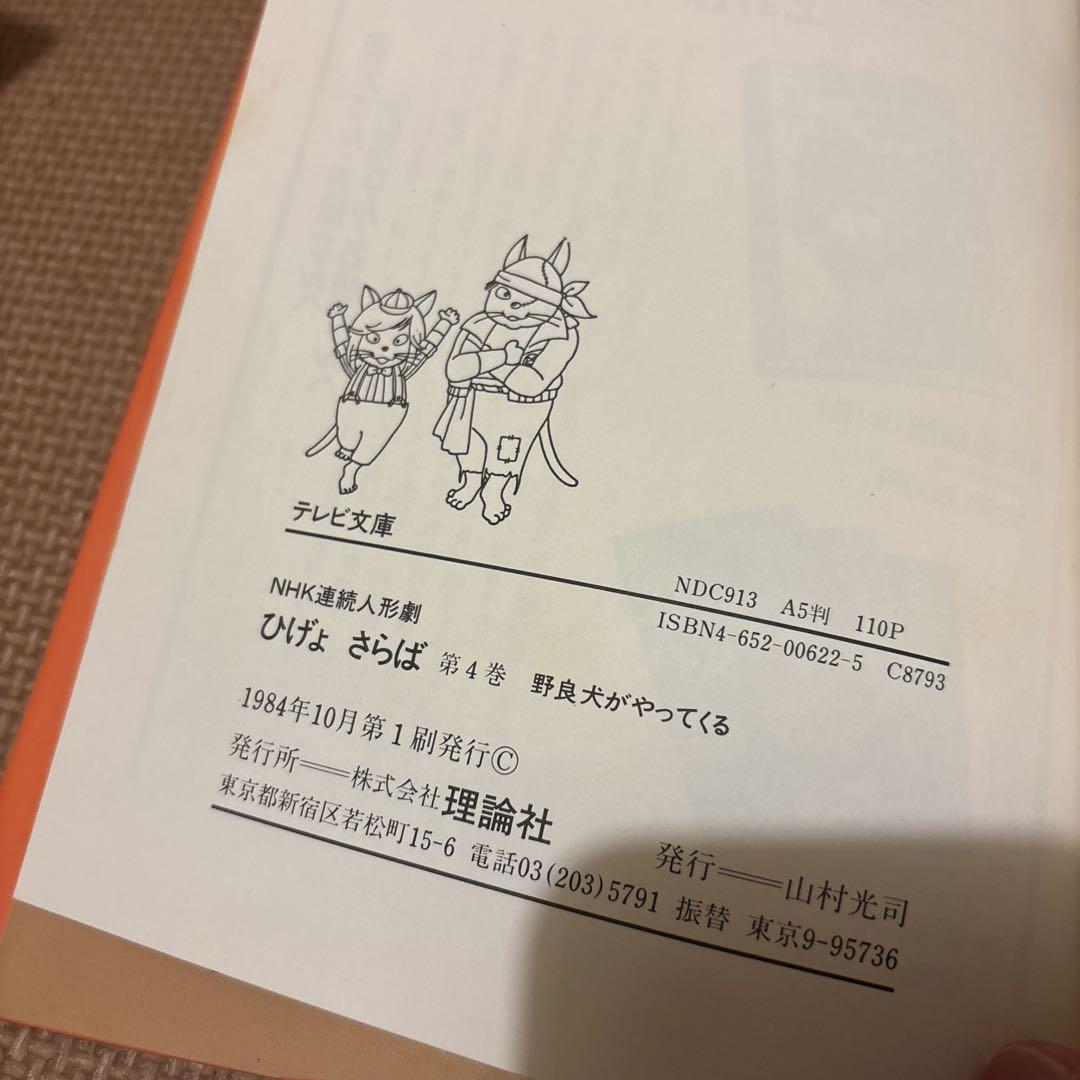 テレビ文庫
NDC913 A5判 110P
ISBN4-652-00622-5 C8793
NHK連続人形劇
ひげよ さらば 第4巻 野良犬がやってくる
1984年10月第1刷発行©
発行所══株式会社理論社
発行══山村光司
東京都新宿区若松町15-6 電話03(203)5791 振替 東京9-95736